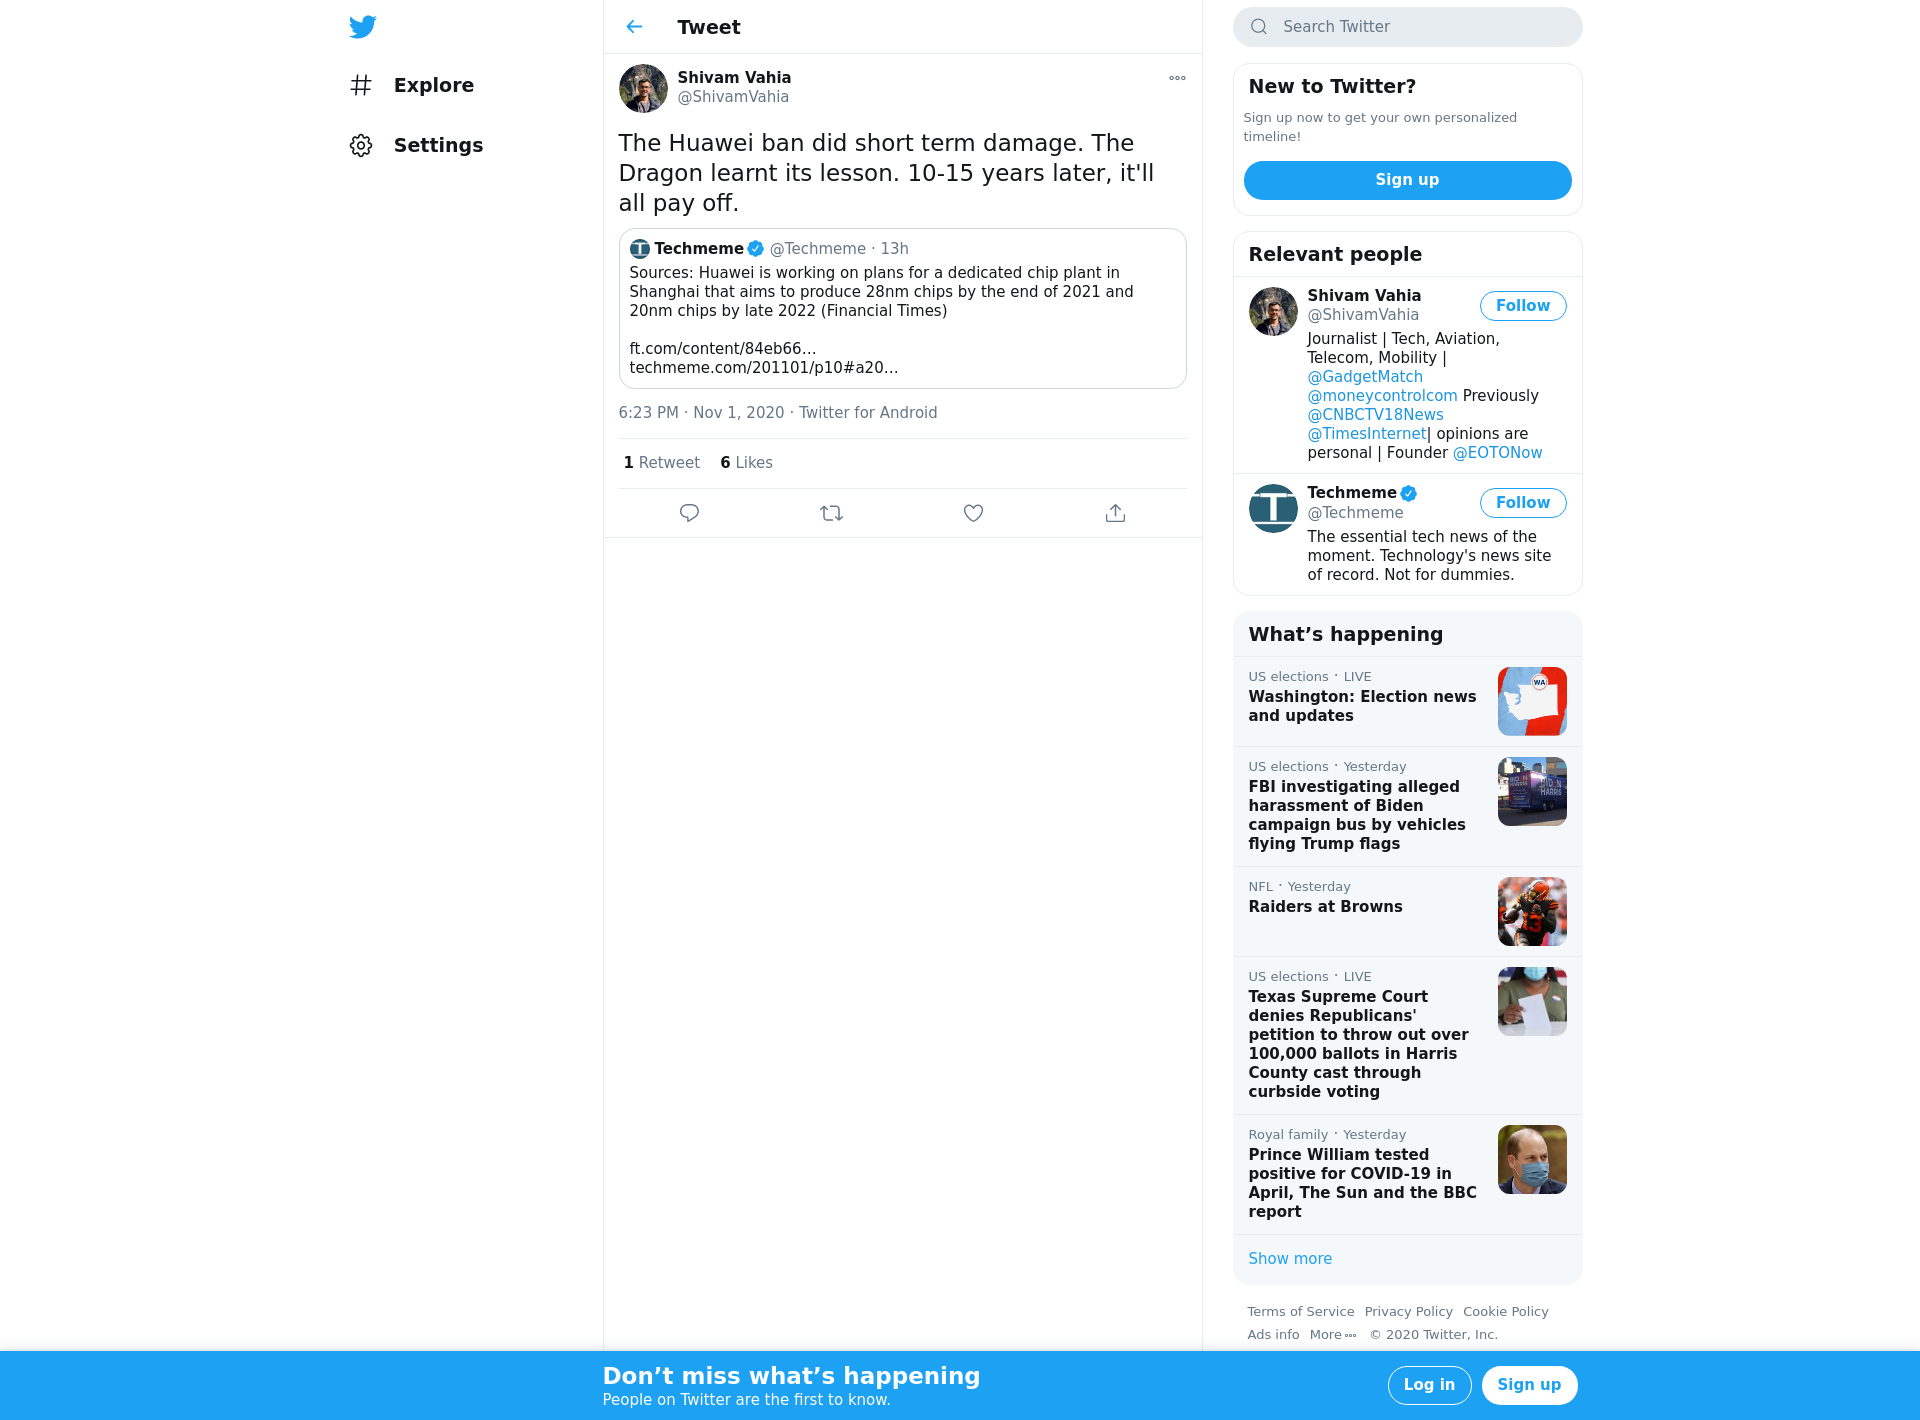 Explore
Settings
Tweet
Shivam Vahia
@ShivamVahia
The Huawei ban did short term damage. The
Dragon learnt its lesson. 10-15 years later, it'll
all pay off.
Techmeme @Techmeme · 13h
Sources: Huawei is working on plans for a dedicated chip plant in
Shanghai that aims to produce 28nm chips by the end of 2021 and
20nm chips by late 2022 (Financial Times)
ft.com/content/84eb66…
techmeme.com/201101/p10#a20…
6:23 PM · Nov 1, 2020 · Twitter for Android
1 Retweet 6 Likes
Search Twitter
New to Twitter?
Sign up now to get your own personalized
timeline!
Sign up
Relevant people
Shivam Vahia
@ShivamVahia
Follow
Journalist | Tech, Aviation,
Telecom, Mobility |
@GadgetMatch
@moneycontrolcom Previously
@CNBCTV18News
@TimesInternet| opinions are
personal | Founder @EOTONow
Techmeme
@Techmeme
Follow
The essential tech news of the
moment. Technology's news site
of record. Not for dummies.
What’s happening
US elections · LIVE
Washington: Election news
and updates
WA
US elections · Yesterday
FBI investigating alleged
harassment of Biden
campaign bus by vehicles
flying Trump flags
NFL · Yesterday
Raiders at Browns
US elections · LIVE
Texas Supreme Court
denies Republicans'
petition to throw out over
100,000 ballots in Harris
County cast through
curbside voting
Royal family · Yesterday
Prince William tested
positive for COVID-19 in
April, The Sun and the BBC
report
Show more
Terms of Service Privacy Policy Cookie Policy
Ads info More © 2020 Twitter, Inc.
Don’t miss what’s happening
People on Twitter are the first to know.
Log in
Sign up